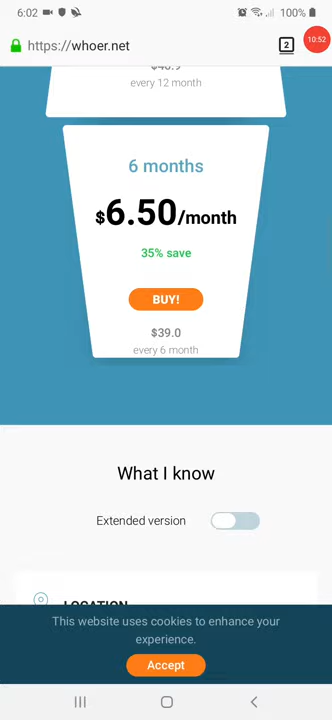 6:02
100%
https://whoer.net
2
10:52
every 12 month
6 months
$6.50/month
35% save
BUY!
$39.0
every 6 month
What I know
Extended version
LOCATION
This website uses cookies to enhance your
experience.
Accept